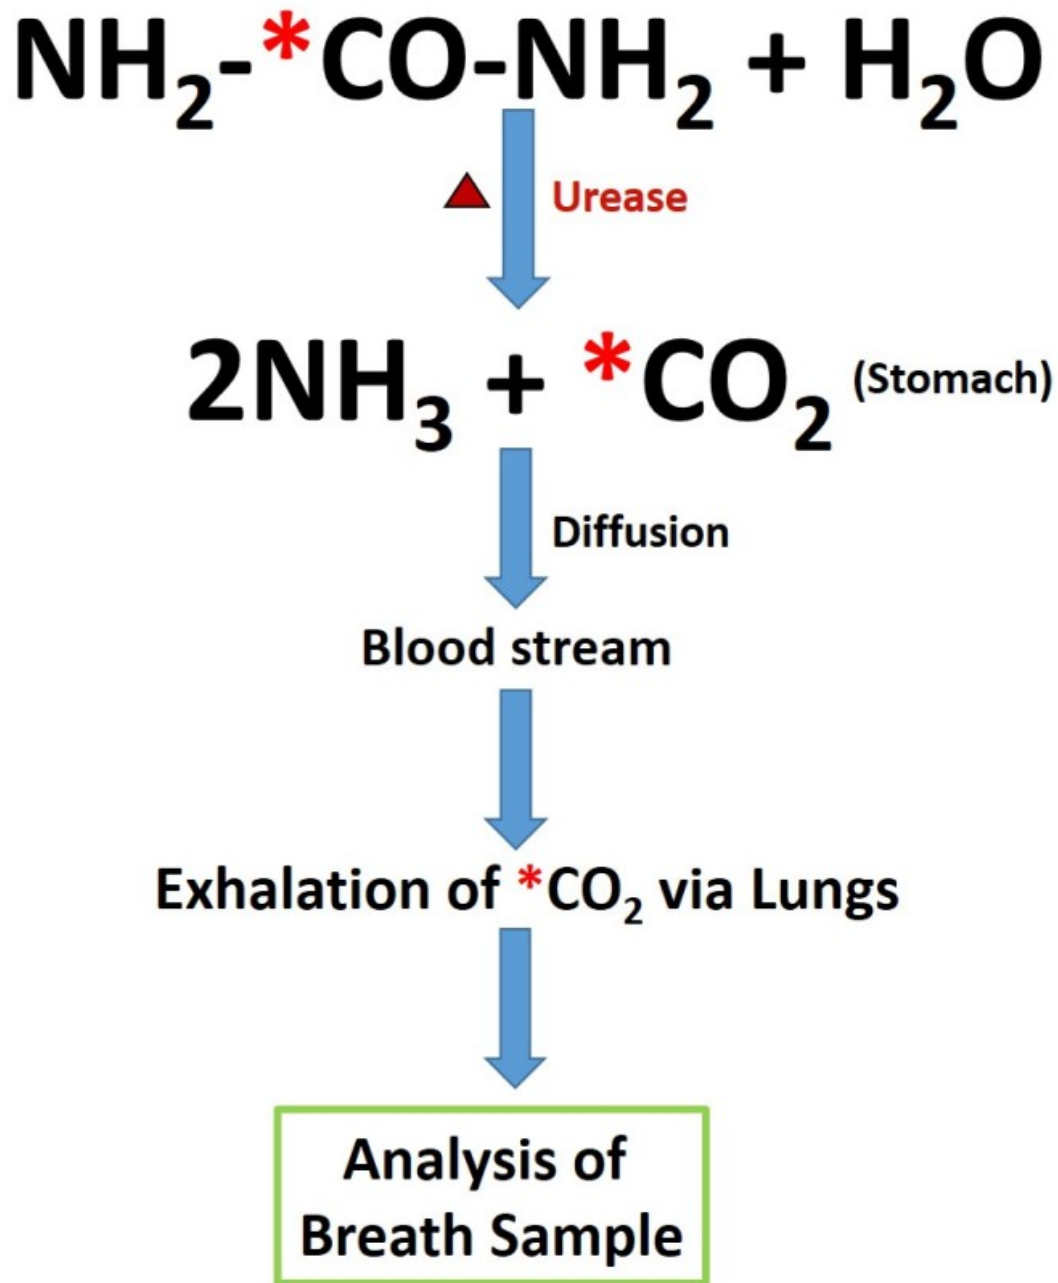 NH₂-*CO-NH₂ + H₂O
Urease
2NH₃ + *CO₂ (Stomach)
Diffusion
Blood stream
Exhalation of *CO₂ via Lungs
Analysis of
Breath Sample